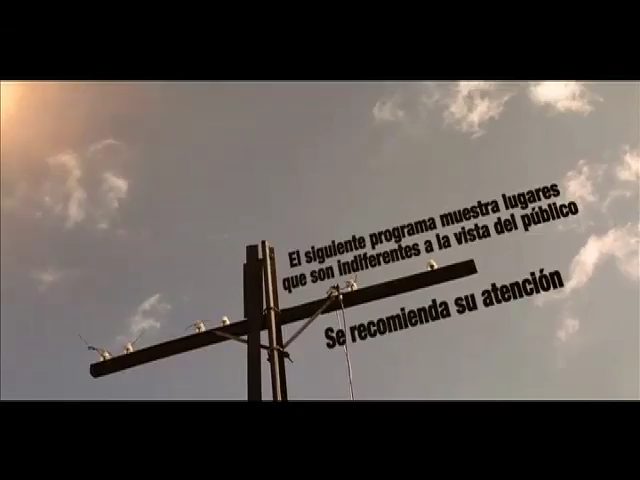 El siguiente programa muestra lugares
que son indiferentes a la vista del público
Se recomienda su atención